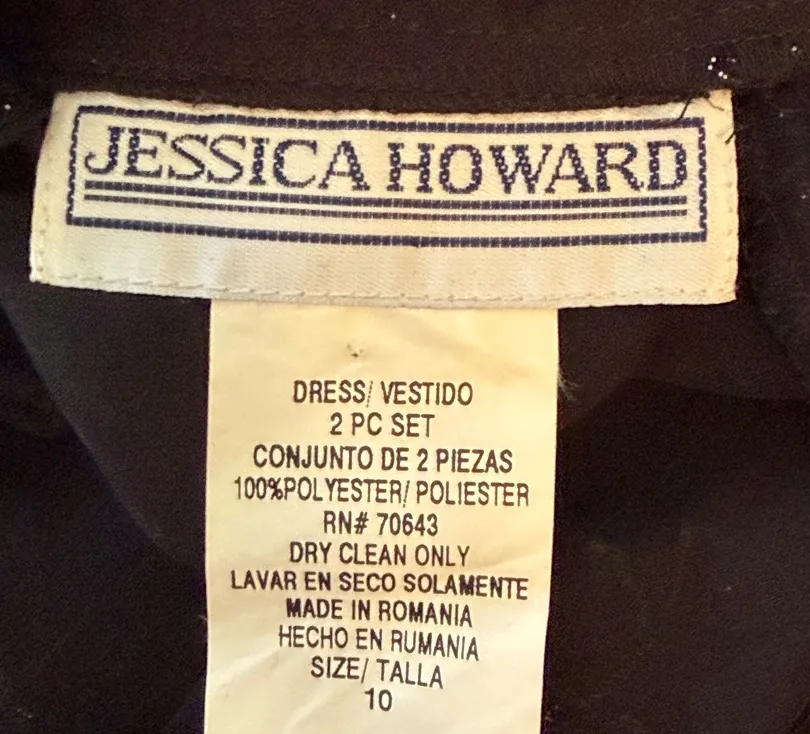 JESSICA HOWARD
DRESS/ VESTIDO
2 PC SET
CONJUNTO DE 2 PIEZAS
100%POLYESTER/ POLIESTER
RN# 70643
DRY CLEAN ONLY
LAVAR EN SECO SOLAMENTE
MADE IN ROMANIA
HECHO EN RUMANIA
SIZE/ TALLA
10